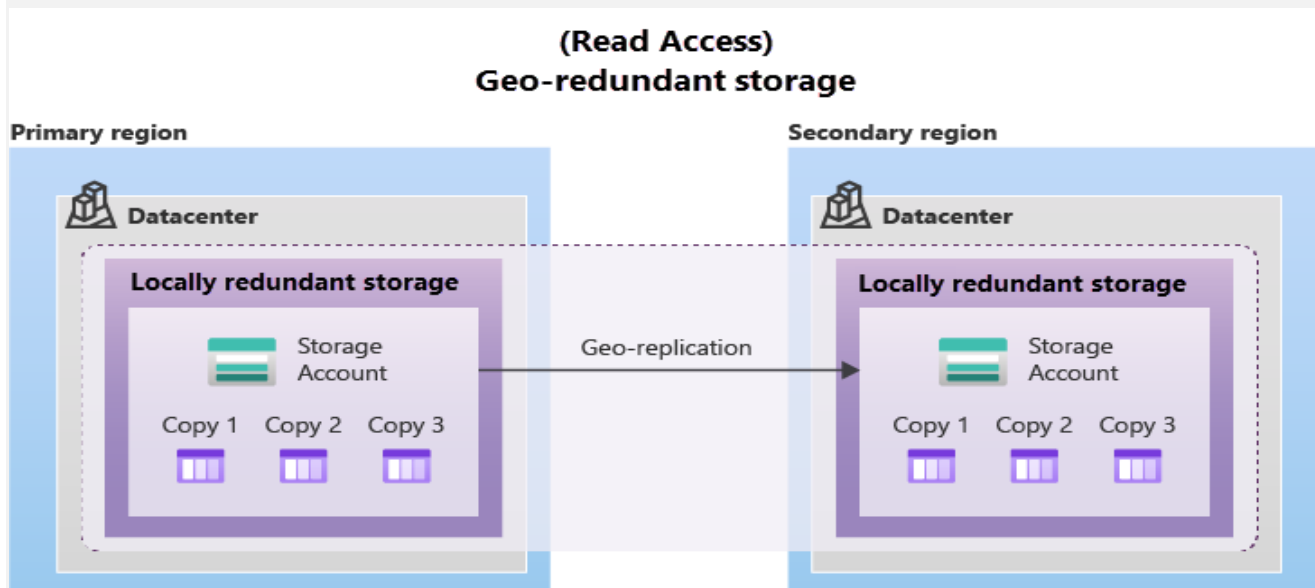 (Read Access)
Geo-redundant storage
Primary region
Secondary region
Datacenter
Datacenter
Locally redundant storage
Locally redundant storage
Storage
Account
Geo-replication
Storage
Account
Copy 1 Copy 2 Copy 3
Copy 1 Copy 2 Copy 3